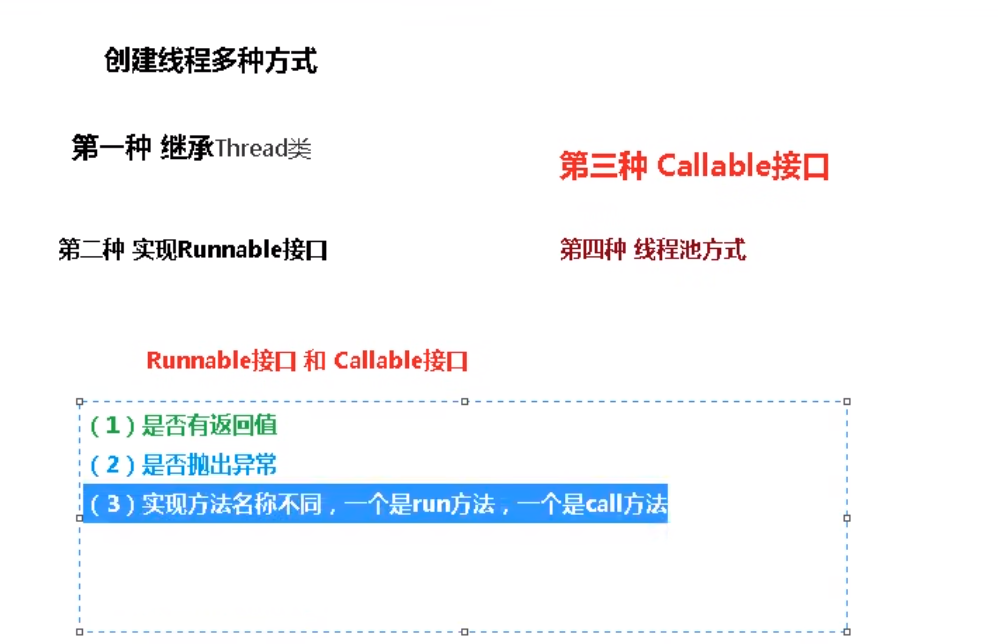 创建线程多种方式
第一种 继承Thread类
第三种 Callable接口
第二种 实现Runnable接口
第四种 线程池方式
Runnable接口 和 Callable接口
（1）是否有返回值
（2）是否抛出异常
（3）实现方法名称不同，一个是run方法，一个是call方法